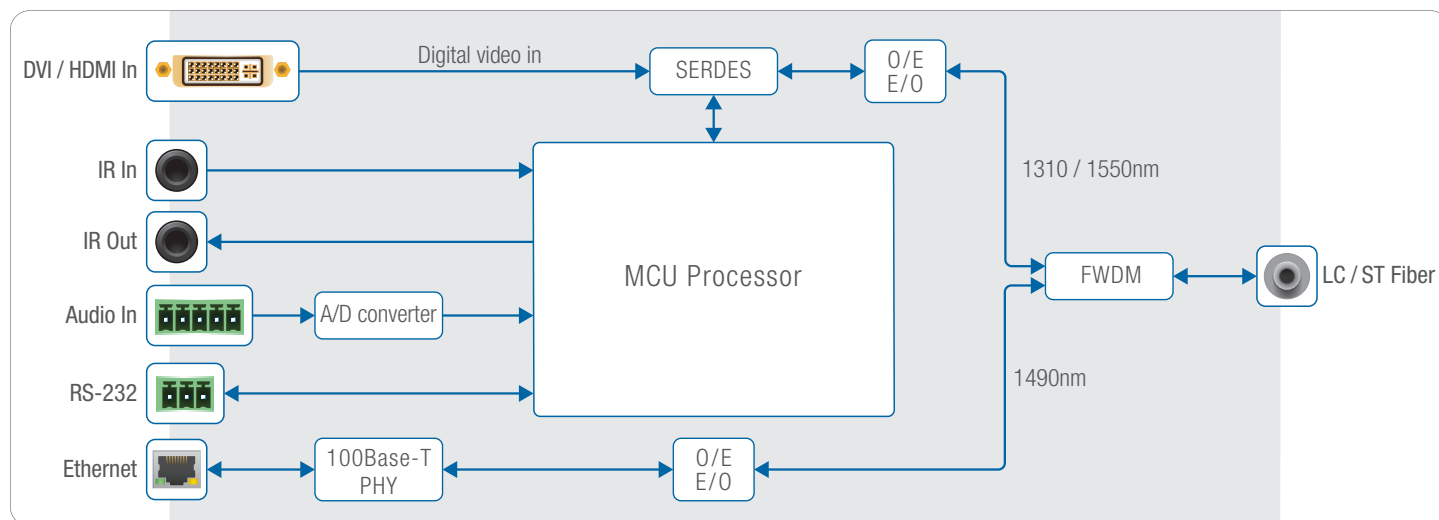 DVI / HDMI In
Digital video in
SERDES
O/E
E/O
IR In
1310 / 1550nm
IR Out
MCU Processor
FWDM
LC / ST Fiber
Audio In
A/D converter
1490nm
RS-232
Ethernet
100Base-T
PHY
O/E
E/O